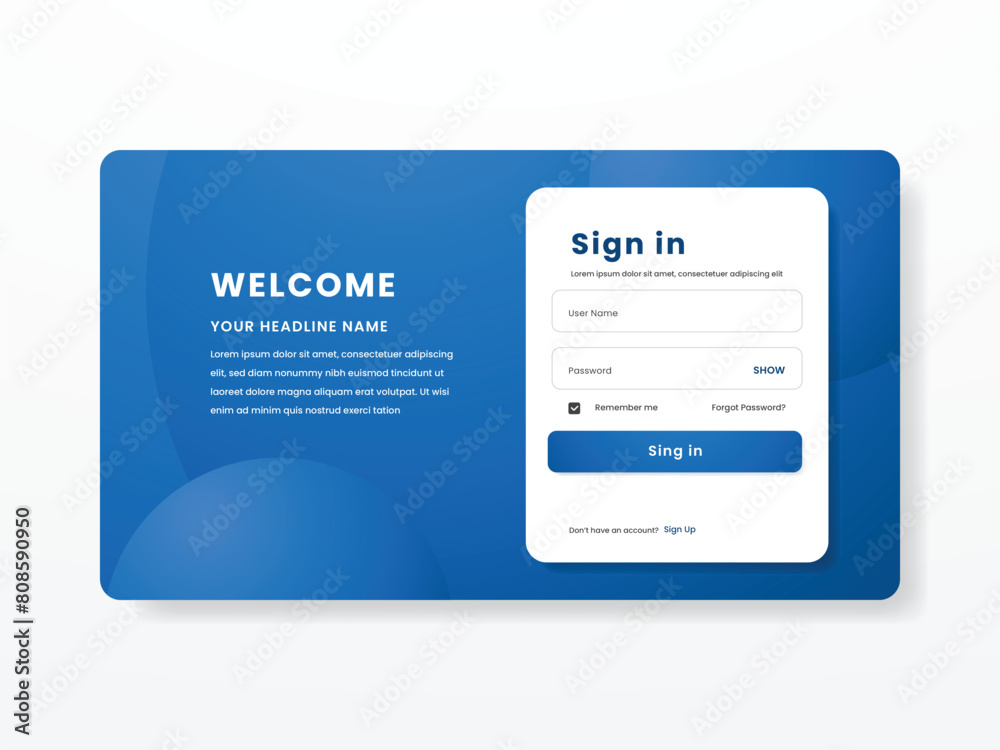 WELCOME
YOUR HEADLINE NAME
Lorem ipsum dolor sit amet, consectetuer adipiscing
elit, sed diam nonummy nibh euismod tincidunt ut
laoreet dolore magna aliquam erat volutpat. Ut wisi
enim ad minim quis nostrud exerci tation
Sign in
Lorem ipsum dolor sit amet, consectetuer adipiscing elit
User Name
Password SHOW
Remember me Forgot Password?
Sing in
Don't have an account? Sign Up
Adobe Stock | #808590950
Adobe Stock